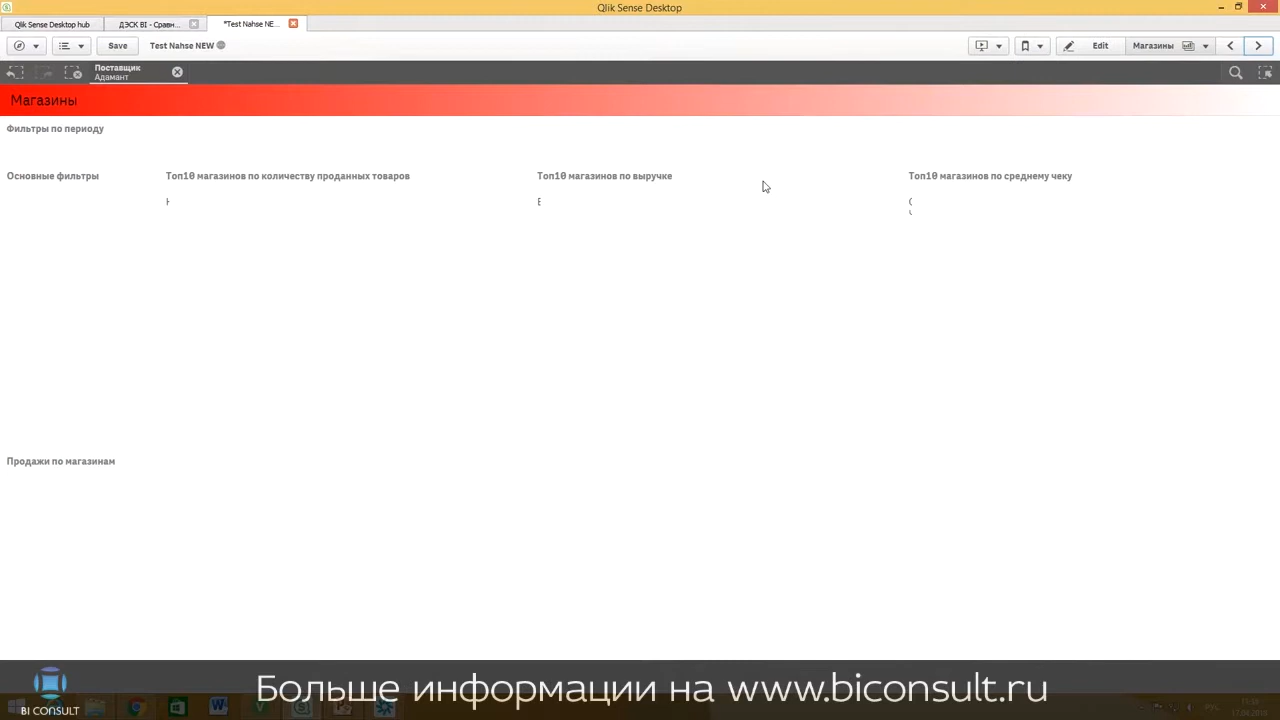 Qlik Sense Desktop
Qlik Sense Desktop hub
ДЭСК BI - Сравн...
*Test Nahse NE...
Save
Test Nahse NEW
Edit
Магазины
Поставщик
Адамант
Магазины
Фильтры по периоду
Основные фильтры
Топ10 магазинов по количеству проданных товаров
Топ10 магазинов по выручке
Топ10 магазинов по среднему чеку
Продажи по магазинам
Больше информации на www.biconsult.ru
BI CONSULT
РУС